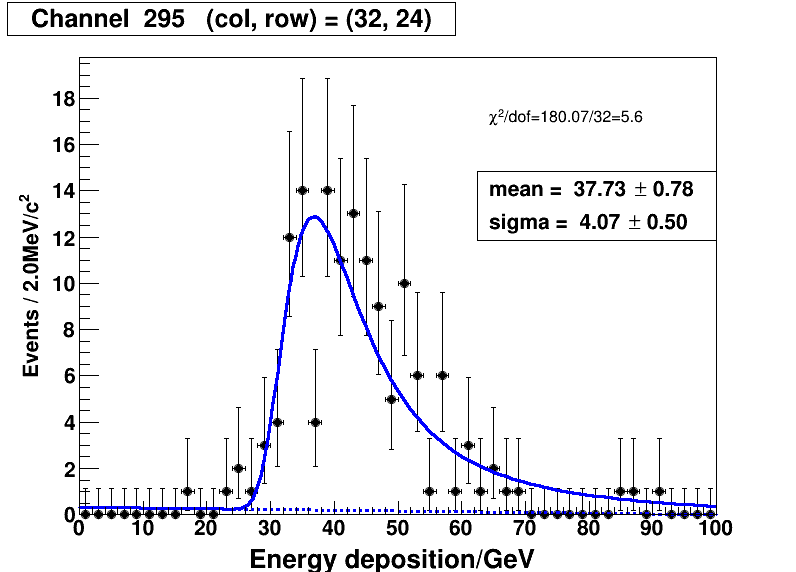 Channel 295 (col, row) = (32, 24)
χ²/dof=180.07/32=5.6
mean = 37.73 ± 0.78
sigma = 4.07 ± 0.50
Events / 2.0MeV/c²
18
16
14
12
10
8
6
4
2
0
0 10 20 30 40 50 60 70 80 90 100
Energy deposition/GeV